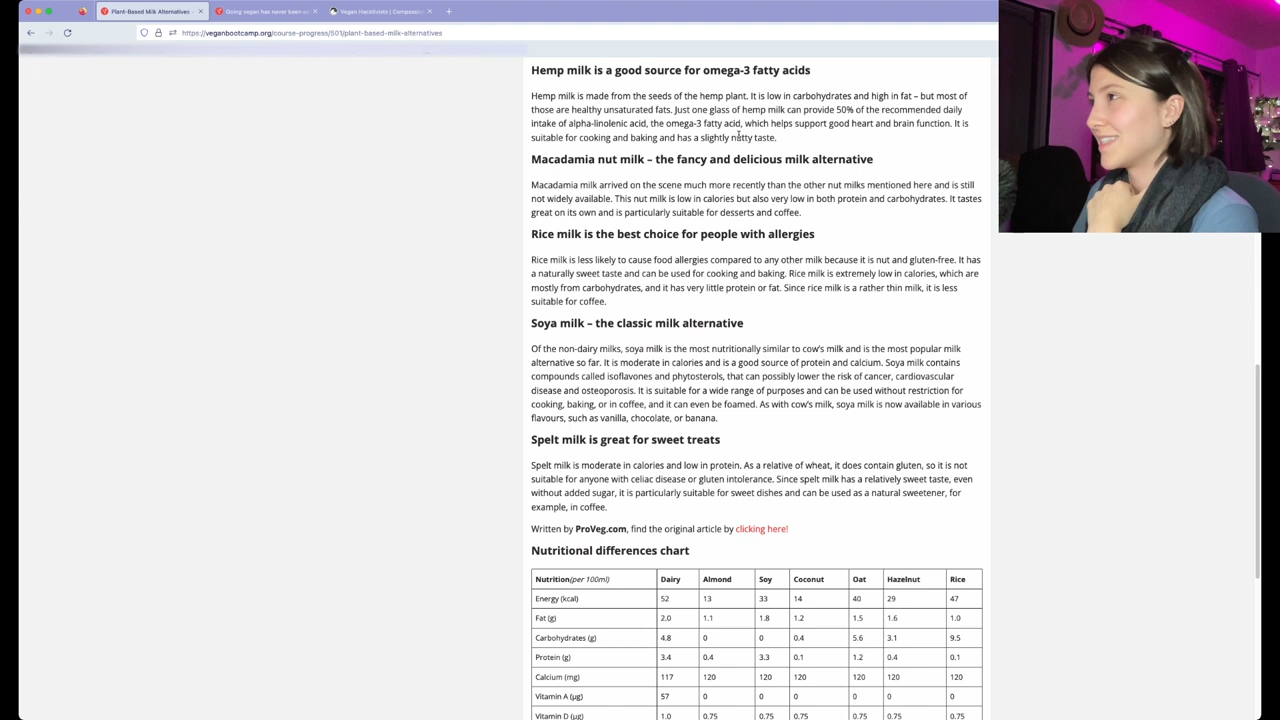 Plant-Based Milk Alternatives -
Going vegan has never been ea
Vegan Hacktivists | Compassion
https://veganbootcamp.org/course-progress/501/plant-based-milk-alternatives
Hemp milk is a good source for omega-3 fatty acids
Hemp milk is made from the seeds of the hemp plant. It is low in carbohydrates and high in fat – but most of
those are healthy unsaturated fats. Just one glass of hemp milk can provide 50% of the recommended daily
intake of alpha-linolenic acid, the omega-3 fatty acid, which helps support good heart and brain function. It is
suitable for cooking and baking and has a slightly nutty taste.
Macadamia nut milk – the fancy and delicious milk alternative
Macadamia milk arrived on the scene much more recently than the other nut milks mentioned here and is still
not widely available. This nut milk is low in calories but also very low in both protein and carbohydrates. It tastes
great on its own and is particularly suitable for desserts and coffee.
Rice milk is the best choice for people with allergies
Rice milk is less likely to cause food allergies compared to any other milk because it is nut and gluten-free. It has
a naturally sweet taste and can be used for cooking and baking. Rice milk is extremely low in calories, which are
mostly from carbohydrates, and it has very little protein or fat. Since rice milk is a rather thin milk, it is less
suitable for coffee.
Soya milk – the classic milk alternative
Of the non-dairy milks, soya milk is the most nutritionally similar to cow's milk and is the most popular milk
alternative so far. It is moderate in calories and is a good source of protein and calcium. Soya milk contains
compounds called isoflavones and phytosterols, that can possibly lower the risk of cancer, cardiovascular
disease and osteoporosis. It is suitable for a wide range of purposes and can be used without restriction for
cooking, baking, or in coffee, and it can even be foamed. As with cow's milk, soya milk is now available in various
flavours, such as vanilla, chocolate, or banana.
Spelt milk is great for sweet treats
Spelt milk is moderate in calories and low in protein. As a relative of wheat, it does contain gluten, so it is not
suitable for anyone with celiac disease or gluten intolerance. Since spelt milk has a relatively sweet taste, even
without added sugar, it is particularly suitable for sweet dishes and can be used as a natural sweetener, for
example, in coffee.
Written by ProVeg.com, find the original article by clicking here!
Nutritional differences chart
Nutrition(per 100ml) Dairy Almond Soy Coconut Oat Hazelnut Rice
Energy (kcal) 52 13 33 14 40 29 47
Fat (g) 2.0 1.1 1.8 1.2 1.5 1.6 1.0
Carbohydrates (g) 4.8 0 0 0.4 5.6 3.1 9.5
Protein (g) 3.4 0.4 3.3 0.1 1.2 0.4 0.1
Calcium (mg) 117 120 120 120 120 120 120
Vitamin A (μg) 57 0 0 0 0 0 0
Vitamin D (μg) 1.0 0.75 0.75 0.75 0.75 0.75 0.75